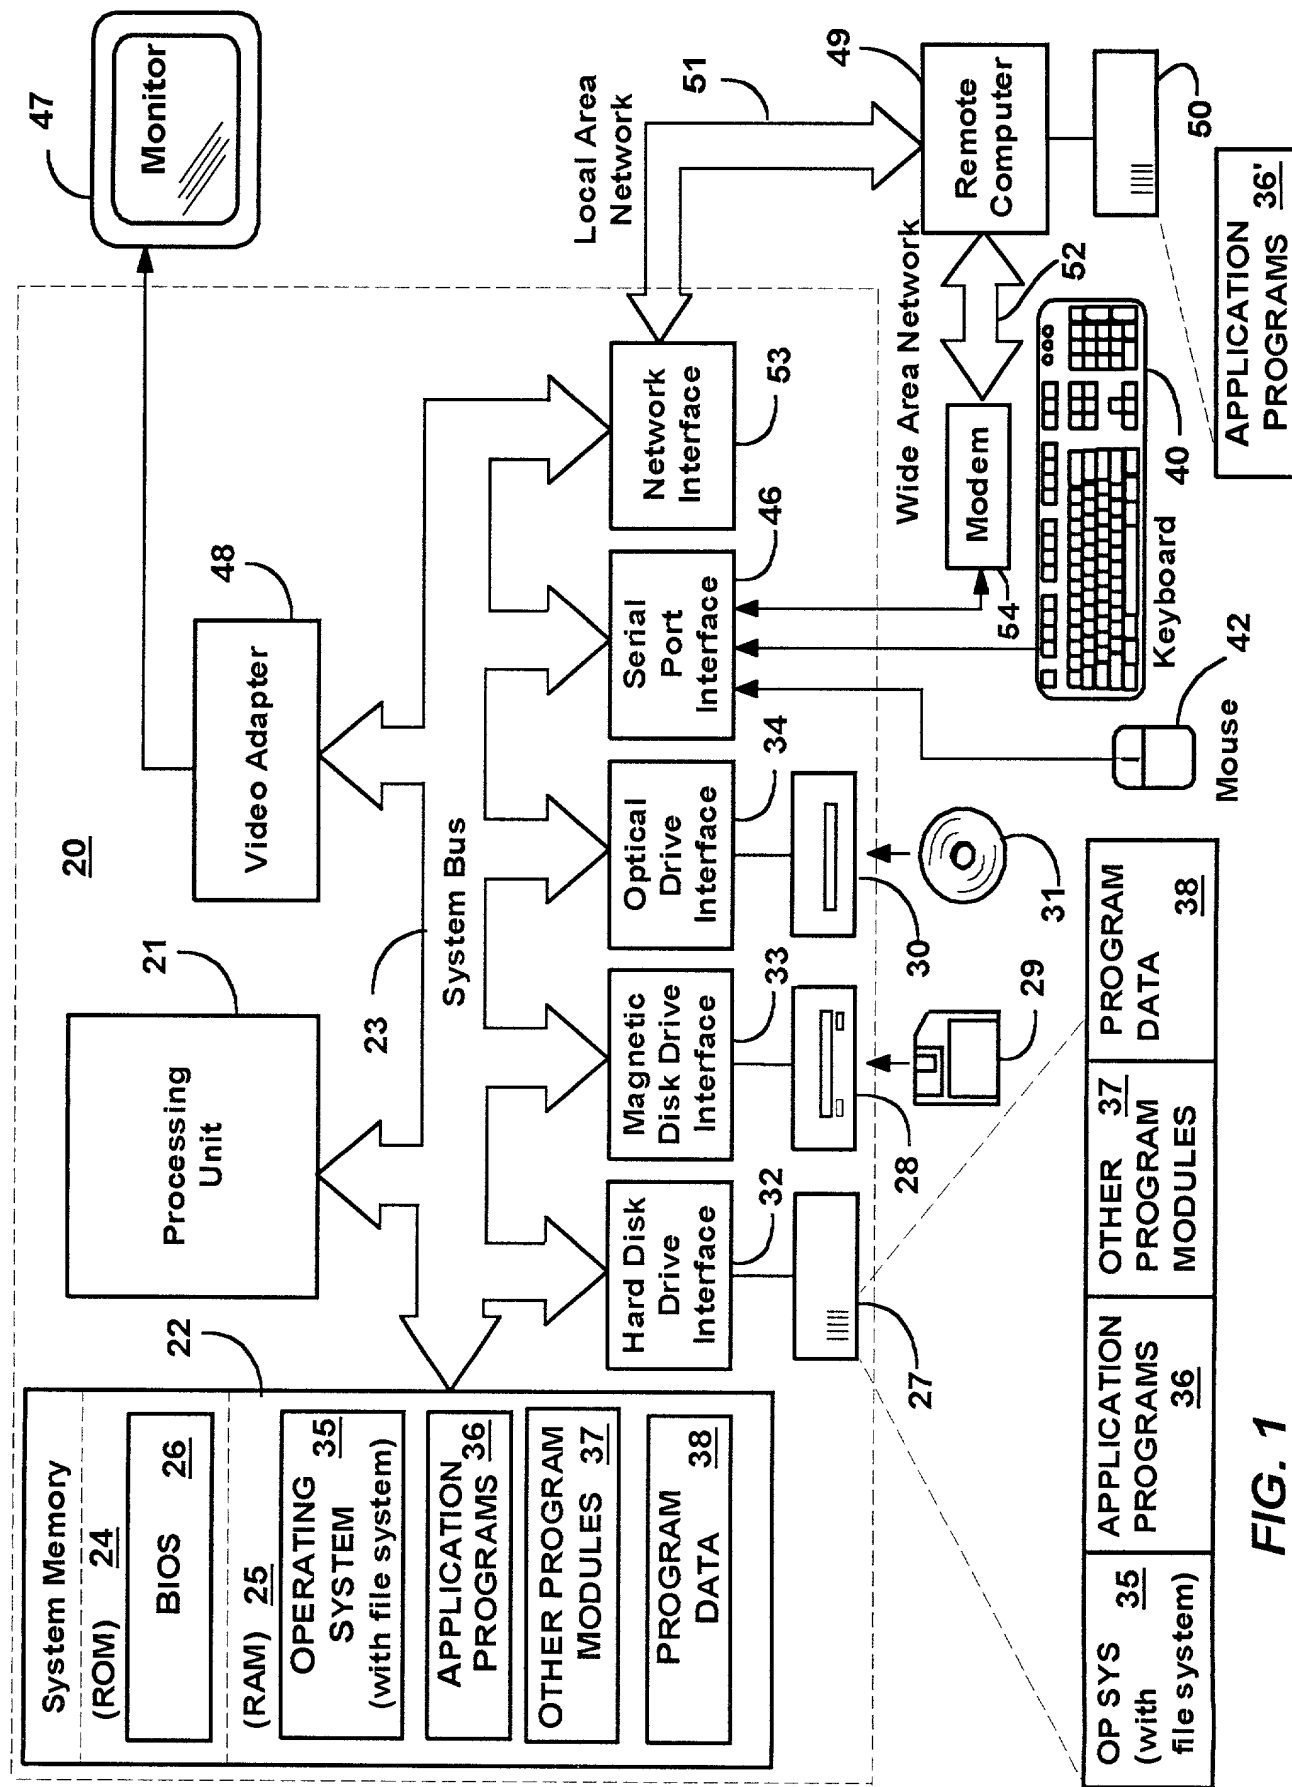 System Memory
(ROM) 24
BIOS 26
(RAM) 25
22
OPERATING 35
SYSTEM
(with file system)
APPLICATION
PROGRAMS 36
OTHER PROGRAM
MODULES 37
PROGRAM
DATA 38
Processing
Unit
21
20
Video Adapter
48
Monitor
47
23
System Bus
Hard Disk
Drive
Interface
32
Magnetic
Disk Drive
Interface
33
Optical
Drive
Interface
34
Serial
Port
Interface
46
Network
Interface
53
Local Area
Network
51
27
28
29
30
31
Wide Area Network
Modem
54
52
Remote
Computer
49
50
Keyboard
40
Mouse
42
OP SYS 35
(with
file system)
APPLICATION
PROGRAMS
36
OTHER 37
PROGRAM
MODULES
PROGRAM
DATA
38
APPLICATION
PROGRAMS 36'
FIG. 1